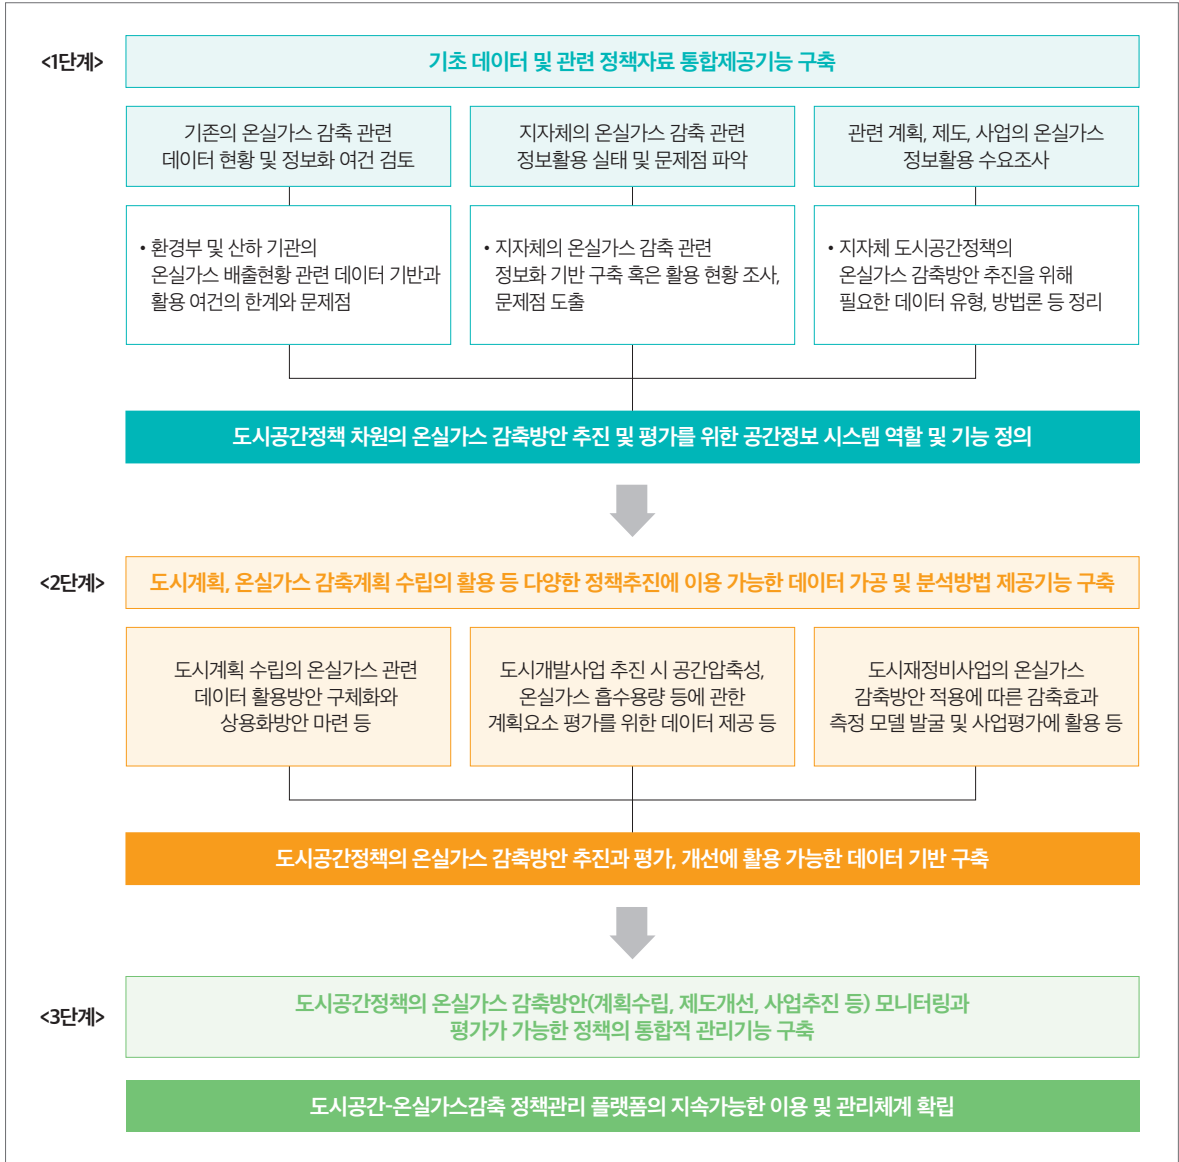 <1단계>
기초 데이터 및 관련 정책자료 통합제공기능 구축
기존의 온실가스 감축 관련
데이터 현황 및 정보화 여건 검토
지자체의 온실가스 감축 관련
정보활용 실태 및 문제점 파악
관련 계획, 제도, 사업의 온실가스
정보활용 수요조사
• 환경부 및 산하 기관의
온실가스 배출현황 관련 데이터 기반과
활용 여건의 한계와 문제점
• 지자체의 온실가스 감축 관련
정보화 기반 구축 혹은 활용 현황 조사,
문제점 도출
• 지자체 도시공간정책의
온실가스 감축방안 추진을 위해
필요한 데이터 유형, 방법론 등 정리
도시공간정책 차원의 온실가스 감축방안 추진 및 평가를 위한 공간정보 시스템 역할 및 기능 정의
<2단계>
도시계획, 온실가스 감축계획 수립의 활용 등 다양한 정책추진에 이용 가능한 데이터 가공 및 분석방법 제공기능 구축
도시계획 수립의 온실가스 관련
데이터 활용방안 구체화와
상용화방안 마련 등
도시개발사업 추진 시 공간압축성,
온실가스 흡수용량 등에 관한
계획요소 평가를 위한 데이터 제공 등
도시재정비사업의 온실가스
감축방안 적용에 따른 감축효과
측정 모델 발굴 및 사업평가에 활용 등
도시공간정책의 온실가스 감축방안 추진과 평가, 개선에 활용 가능한 데이터 기반 구축
<3단계>
도시공간정책의 온실가스 감축방안(계획수립, 제도개선, 사업추진 등) 모니터링과
평가가 가능한 정책의 통합적 관리기능 구축
도시공간-온실가스감축 정책관리 플랫폼의 지속가능한 이용 및 관리체계 확립